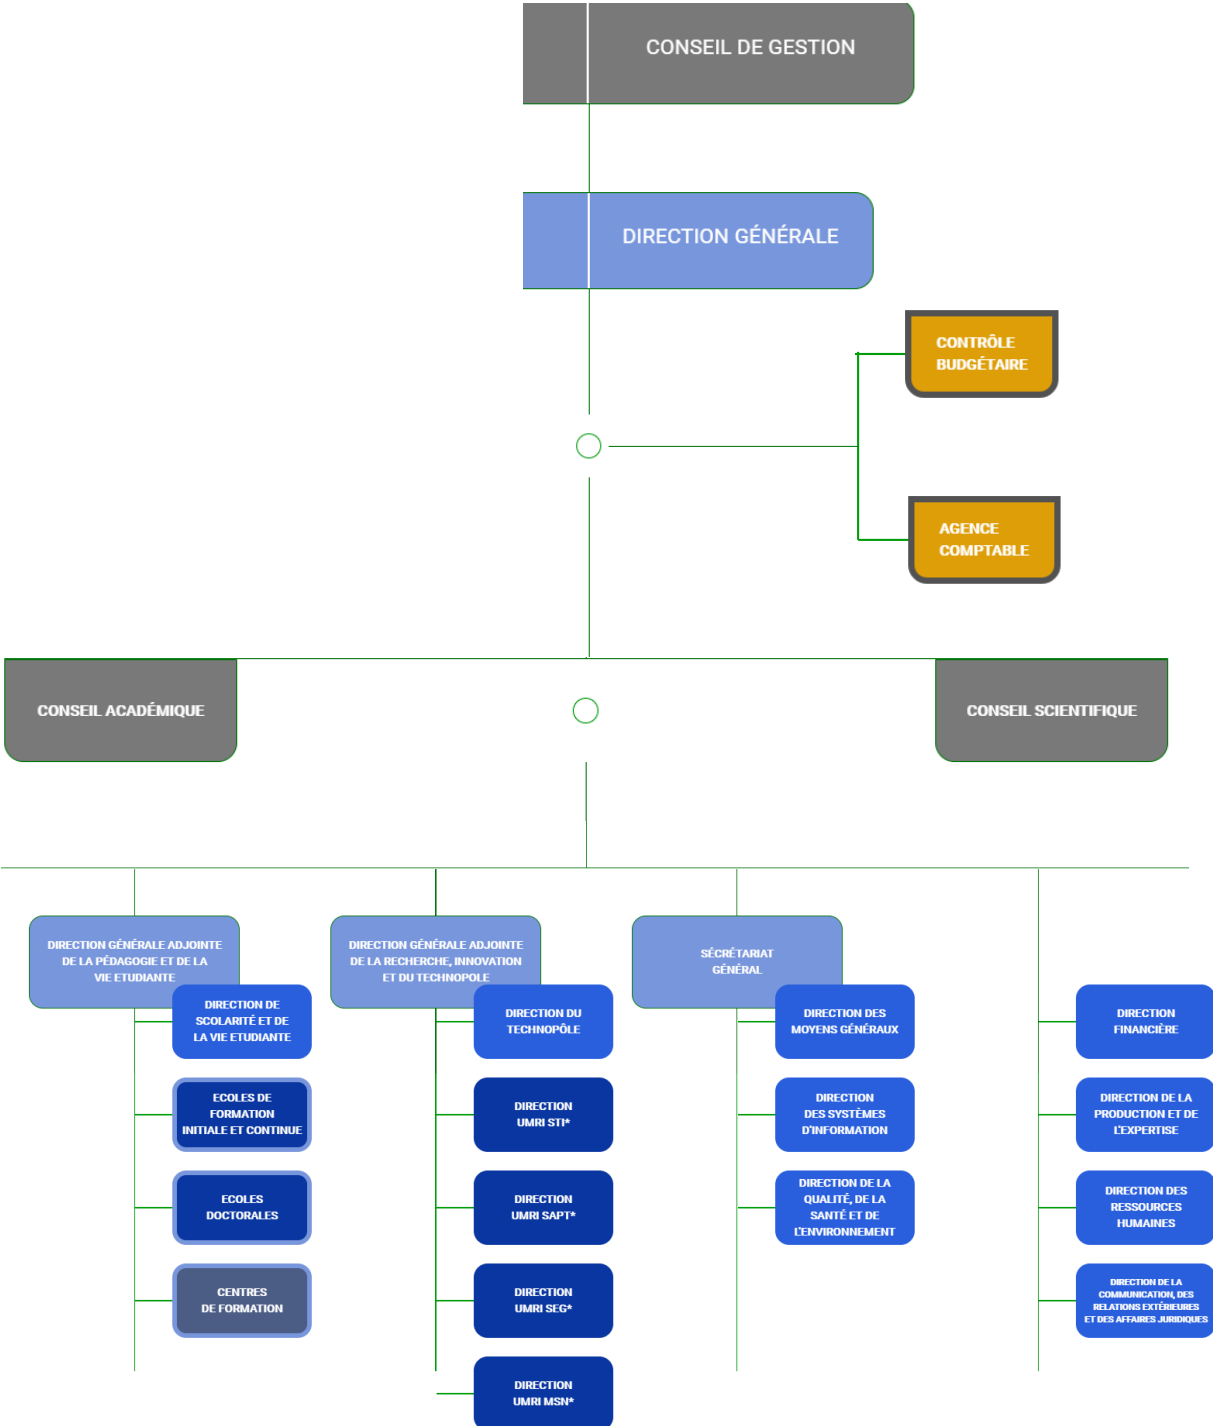 CONSEIL DE GESTION
DIRECTION GÉNÉRALE
CONTRÔLE
BUDGÉTAIRE
AGENCE
COMPTABLE
CONSEIL ACADÉMIQUE
CONSEIL SCIENTIFIQUE
DIRECTION GÉNÉRALE ADJOINTE
DE LA PÉDAGOGIE ET DE LA
VIE ETUDIANTE
DIRECTION DE
SCOLARITÉ ET DE
LA VIE ETUDIANTE
ECOLES DE
FORMATION
INITIALE ET CONTINUE
ECOLES
DOCTORALES
CENTRES
DE FORMATION
DIRECTION GÉNÉRALE ADJOINTE
DE LA RECHERCHE, INNOVATION
ET DU TECHNOPOLE
DIRECTION DU
TECHNOPÔLE
DIRECTION
UMRI STI*
DIRECTION
UMRI SAPT*
DIRECTION
UMRI SEG*
DIRECTION
UMRI MSN*
SÉCRÉTARIAT
GÉNÉRAL
DIRECTION DES
MOYENS GÉNÉRAUX
DIRECTION
DES SYSTÈMES
D'INFORMATION
DIRECTION DE LA
QUALITÉ, DE LA
SANTÉ ET DE
L'ENVIRONNEMENT
DIRECTION
FINANCIÈRE
DIRECTION DE LA
PRODUCTION ET DE
L'EXPERTISE
DIRECTION DES
RESSOURCES
HUMAINES
DIRECTION DE LA
COMMUNICATION, DES
RELATIONS EXTÉRIEURES
ET DES AFFAIRES JURIDIQUES